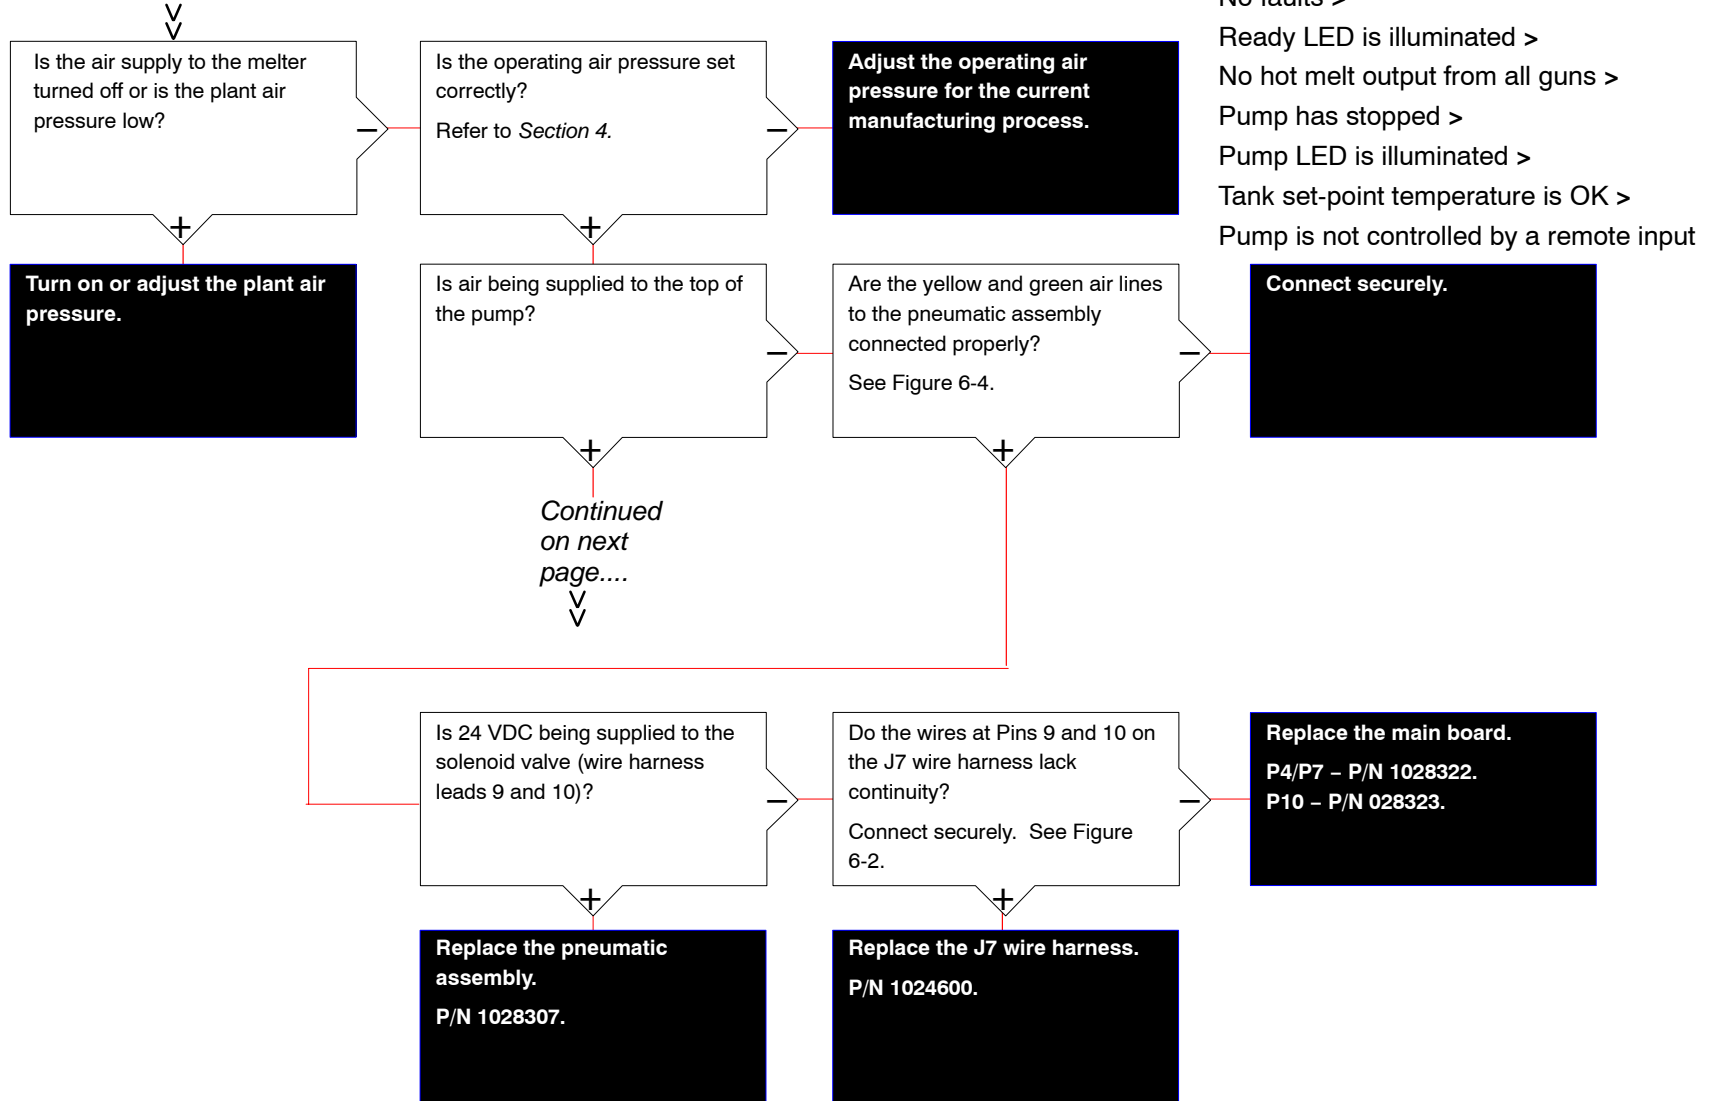 No faults >
Ready LED is illuminated >
No hot melt output from all guns >
Pump has stopped >
Pump LED is illuminated >
Tank set-point temperature is OK >
Pump is not controlled by a remote input
Is the air supply to the melter
turned off or is the plant air
pressure low?
−
+
Is the operating air pressure set
correctly?
Refer to Section 4.
−
+
Adjust the operating air
pressure for the current
manufacturing process.
Turn on or adjust the plant air
pressure.
Is air being supplied to the top of
the pump?
−
+
Are the yellow and green air lines
to the pneumatic assembly
connected properly?
See Figure 6-4.
−
+
Connect securely.
Continued
on next
page....
Is 24 VDC being supplied to the
solenoid valve (wire harness
leads 9 and 10)?
−
+
Do the wires at Pins 9 and 10 on
the J7 wire harness lack
continuity?
Connect securely.  See Figure
6-2.
−
+
Replace the main board.
P4/P7 – P/N 1028322.
P10 – P/N 028323.
Replace the pneumatic
assembly.
P/N 1028307.
Replace the J7 wire harness.
P/N 1024600.